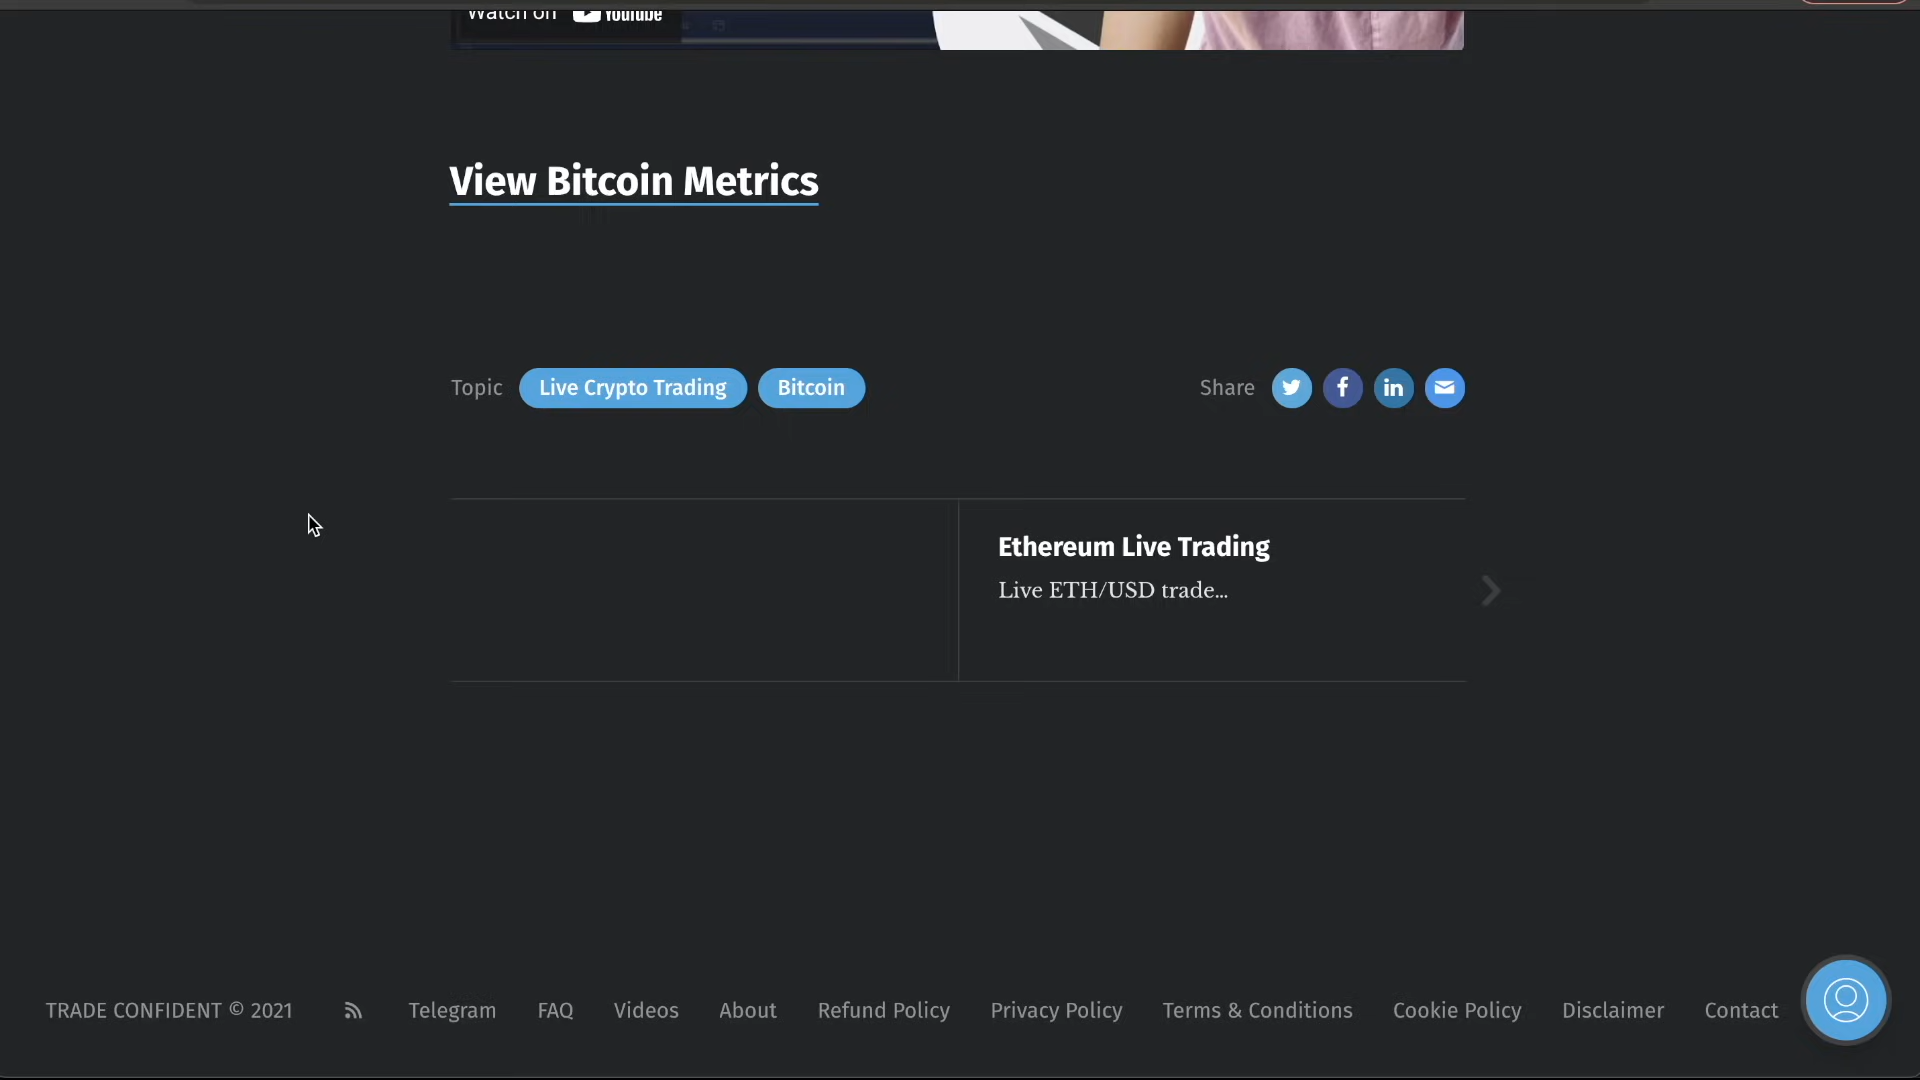 Watch on YouTube
View Bitcoin Metrics
Topic Live Crypto Trading Bitcoin Share
Ethereum Live Trading
Live ETH/USD trade...
TRADE CONFIDENT © 2021 Telegram FAQ Videos About Refund Policy Privacy Policy Terms & Conditions Cookie Policy Disclaimer Contact